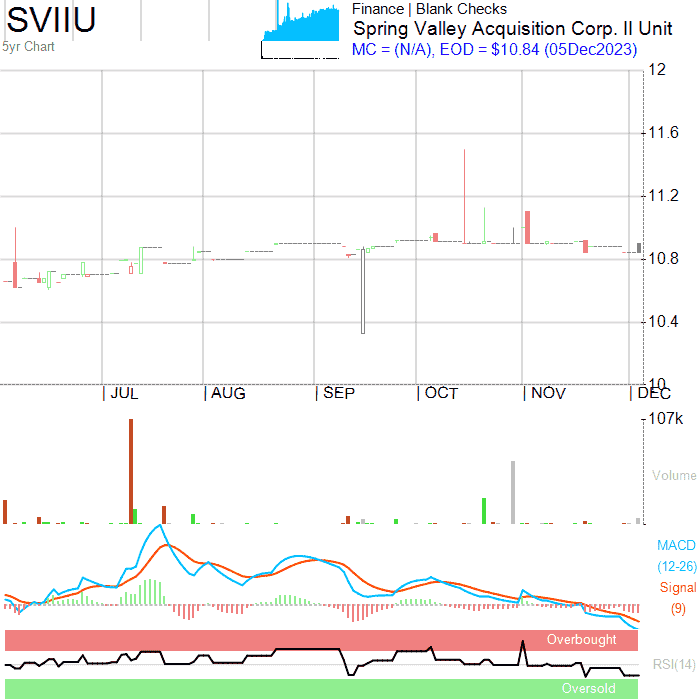 SVIIU
5yr Chart
Finance | Blank Checks
Spring Valley Acquisition Corp. II Unit
MC = (N/A), EOD = $10.84 (05Dec2023)
12
11.6
11.2
10.8
10.4
10
| JUL | AUG | SEP | OCT | NOV | DEC
107k
Volume
MACD
(12-26)
Signal
(9)
Overbought
RSI(14)
Oversold